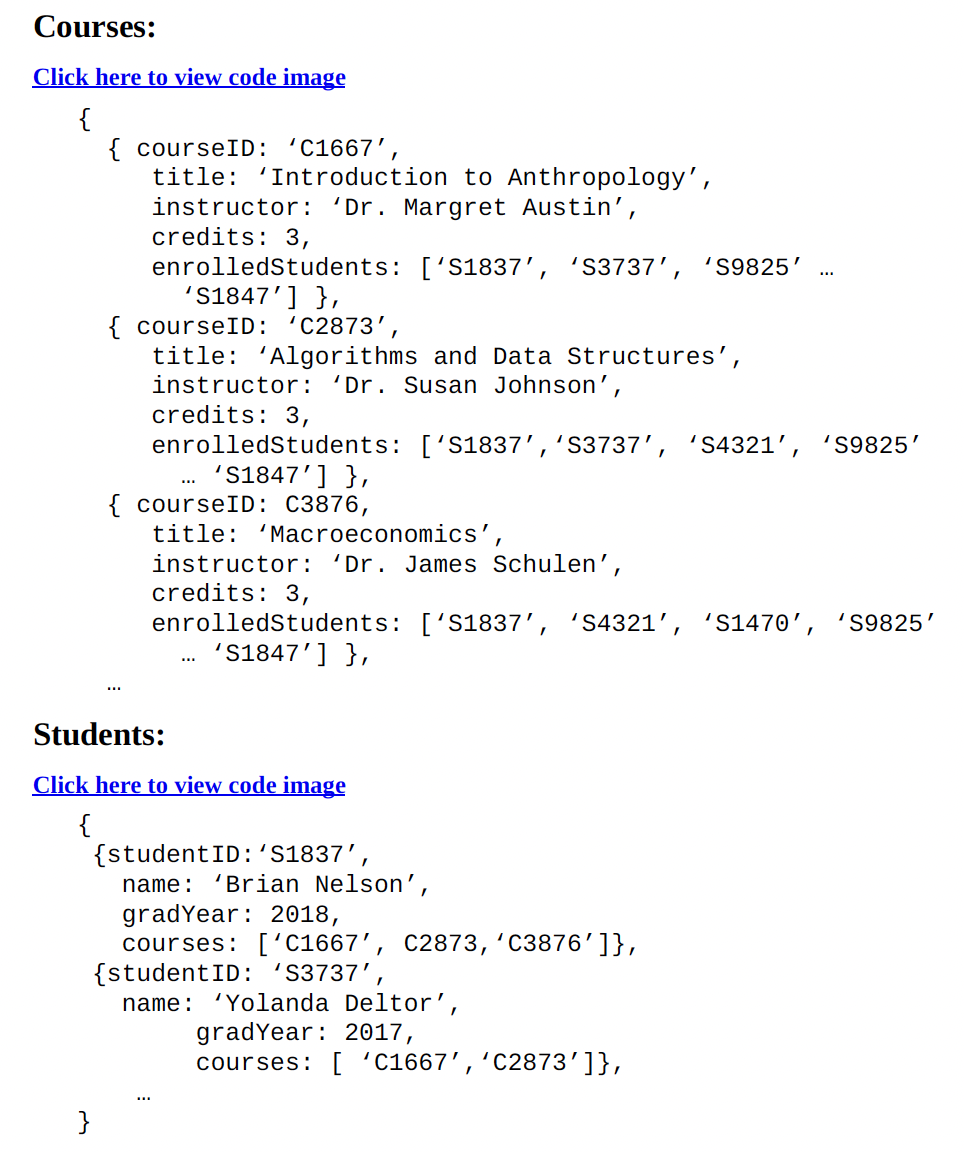 Courses:
Click here to view code image
{
{ courseID: ‘C1667’,
title: ‘Introduction to Anthropology’,
instructor: ‘Dr. Margret Austin’,
credits: 3,
enrolledStudents: [‘S1837’, ‘S3737’, ‘S9825’ …
‘S1847’] },
{ courseID: ‘C2873’,
title: ‘Algorithms and Data Structures’,
instructor: ‘Dr. Susan Johnson’,
credits: 3,
enrolledStudents: [‘S1837’,‘S3737’, ‘S4321’, ‘S9825’
… ‘S1847’] },
{ courseID: C3876,
title: ‘Macroeconomics’,
instructor: ‘Dr. James Schulen’,
credits: 3,
enrolledStudents: [‘S1837’, ‘S4321’, ‘S1470’, ‘S9825’
… ‘S1847’] },
…
Students:
Click here to view code image
{
{studentID:‘S1837’,
name: ‘Brian Nelson’,
gradYear: 2018,
courses: [‘C1667’, C2873,‘C3876’]},
{studentID: ‘S3737’,
name: ‘Yolanda Deltor’,
gradYear: 2017,
courses: [ ‘C1667’,‘C2873’]},
…
}